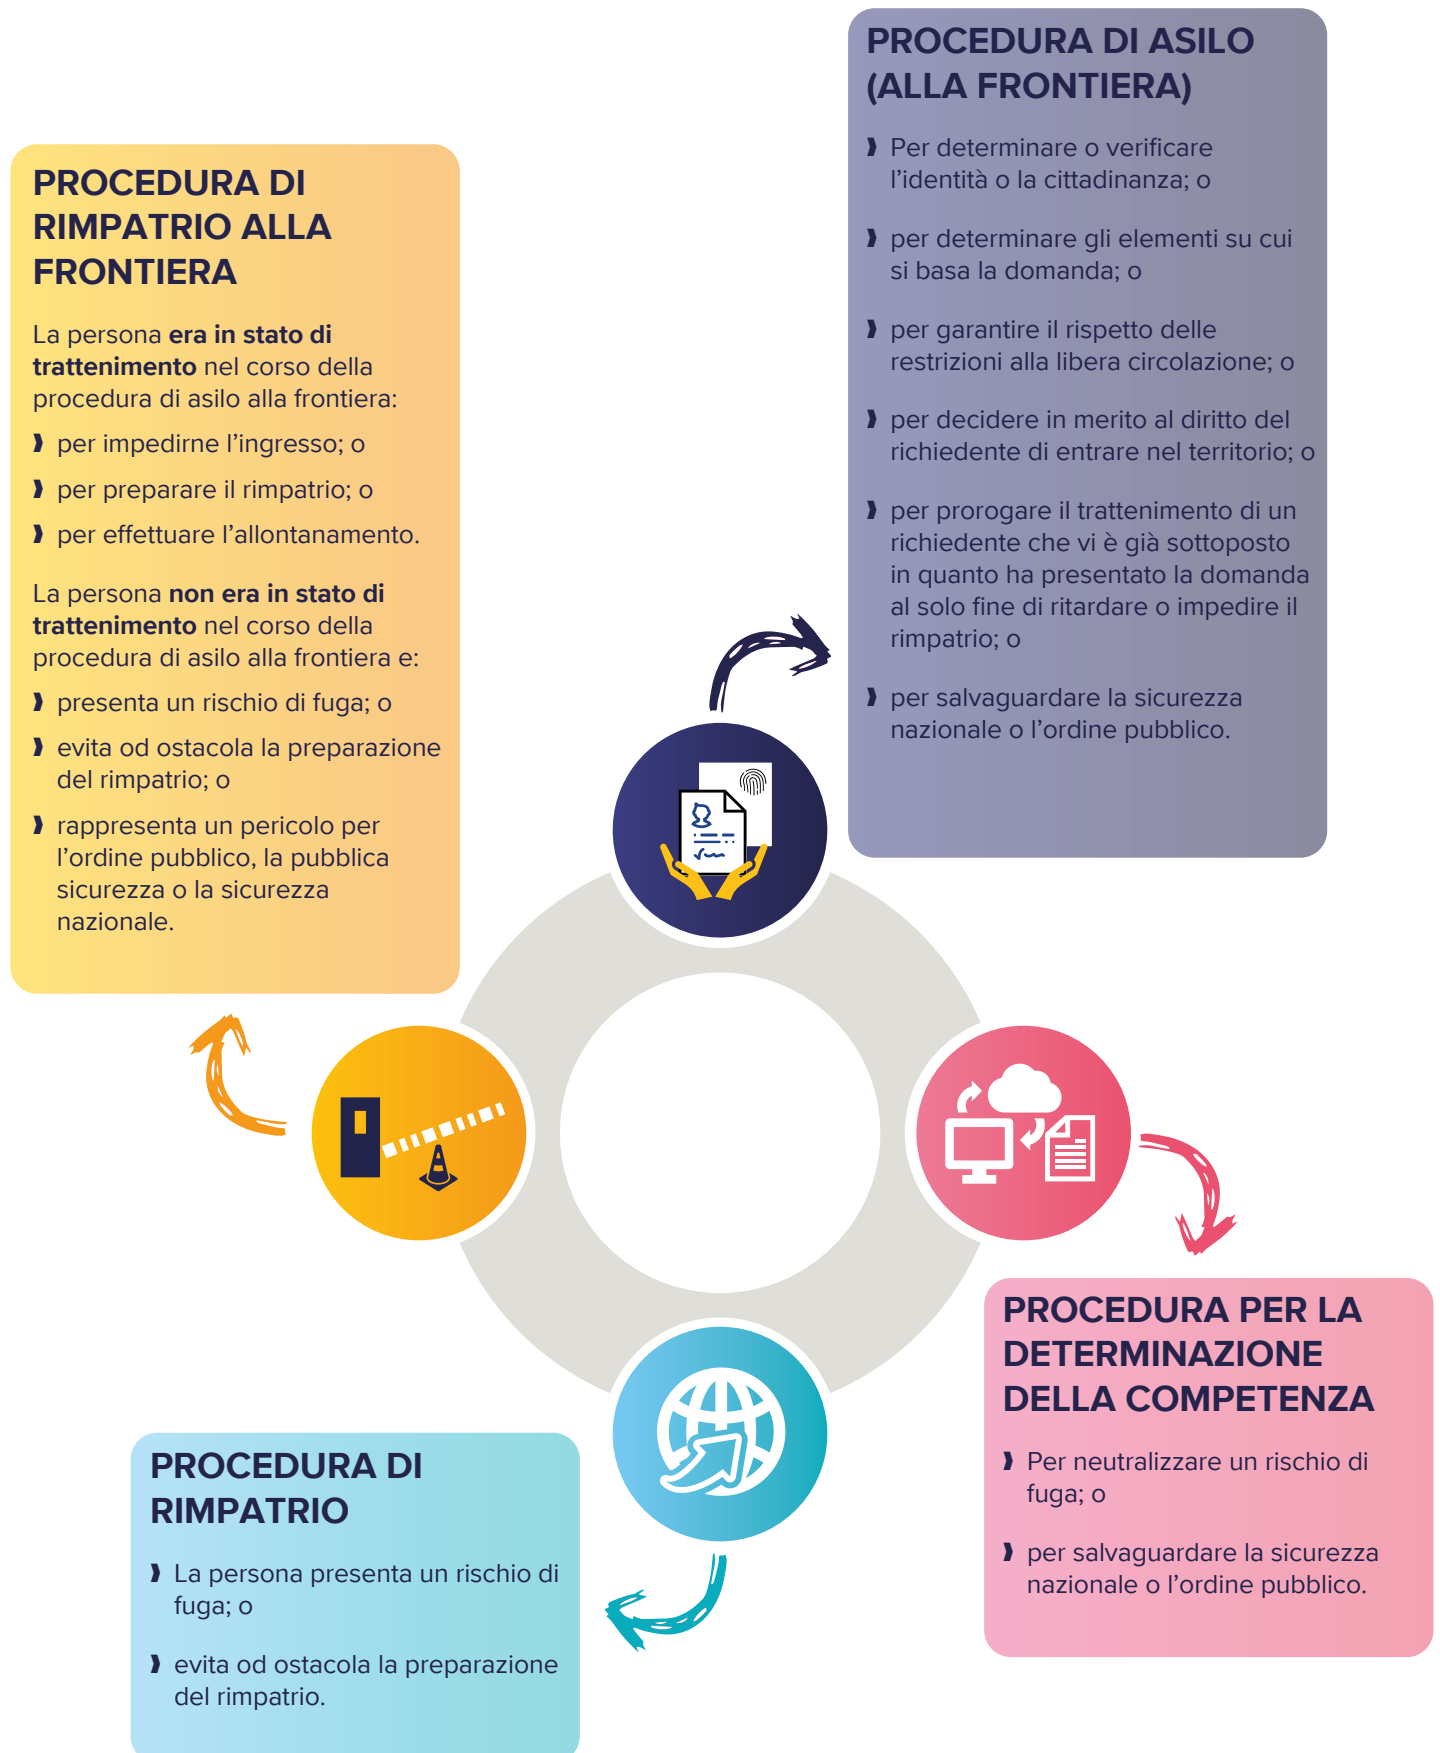 PROCEDURA DI ASILO
(ALLA FRONTIERA)
Per determinare o verificare
l'identità o la cittadinanza; o
per determinare gli elementi su cui
si basa la domanda; o
per garantire il rispetto delle
restrizioni alla libera circolazione; o
per decidere in merito al diritto del
richiedente di entrare nel territorio; o
per prorogare il trattenimento di un
richiedente che vi è già sottoposto
in quanto ha presentato la domanda
al solo fine di ritardare o impedire il
rimpatrio; o
per salvaguardare la sicurezza
nazionale o l'ordine pubblico.
PROCEDURA DI
RIMPATRIO ALLA
FRONTIERA
La persona era in stato di
trattenimento nel corso della
procedura di asilo alla frontiera:
per impedirne l'ingresso; o
per preparare il rimpatrio; o
per effettuare l'allontanamento.
La persona non era in stato di
trattenimento nel corso della
procedura di asilo alla frontiera e:
presenta un rischio di fuga; o
evita od ostacola la preparazione
del rimpatrio; o
rappresenta un pericolo per
l'ordine pubblico, la pubblica
sicurezza o la sicurezza
nazionale.
PROCEDURA PER LA
DETERMINAZIONE
DELLA COMPETENZA
Per neutralizzare un rischio di
fuga; o
per salvaguardare la sicurezza
nazionale o l'ordine pubblico.
PROCEDURA DI
RIMPATRIO
La persona presenta un rischio di
fuga; o
evita od ostacola la preparazione
del rimpatrio.